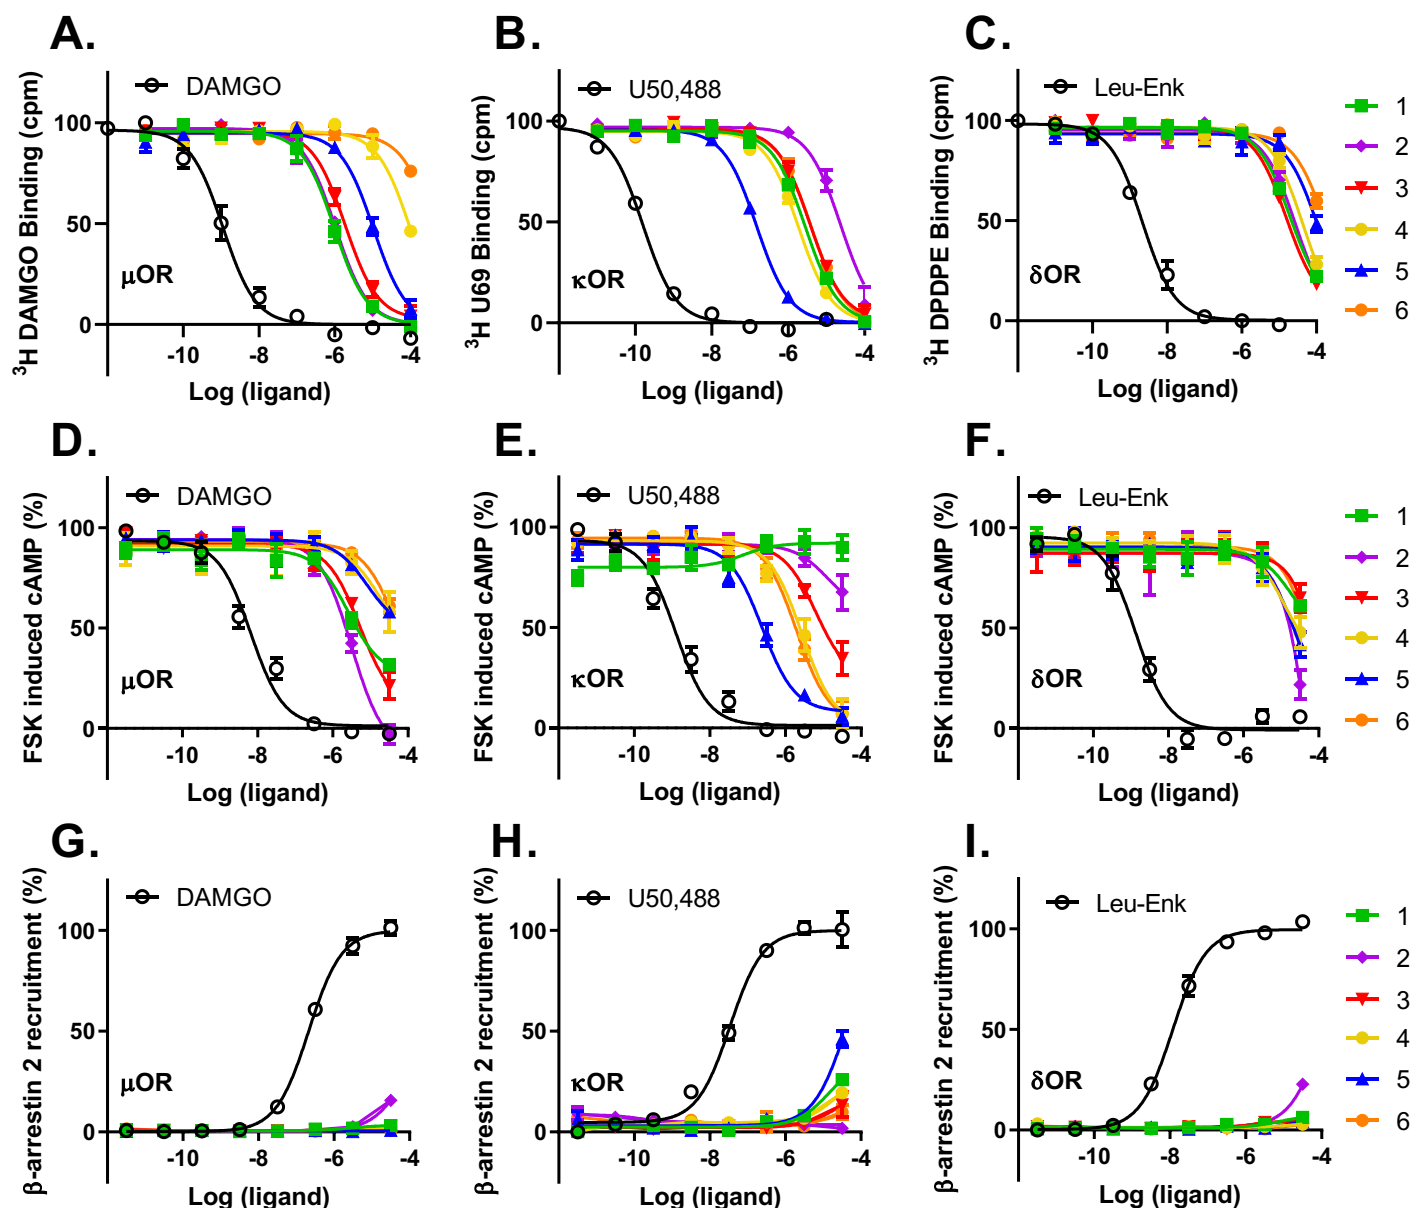 A.
B.
C.
³H DAMGO Binding (cpm)
DAMGO
100
50
0
μOR
-10
-8
-6
-4
Log (ligand)
³H U69 Binding (cpm)
U50,488
100
50
0
κOR
-10
-8
-6
-4
Log (ligand)
³H DPDPE Binding (cpm)
Leu-Enk
100
50
0
δOR
-10
-8
-6
-4
Log (ligand)
1
2
3
4
5
6
D.
E.
F.
FSK induced cAMP (%)
DAMGO
100
50
0
μOR
-10
-8
-6
-4
Log (ligand)
FSK induced cAMP (%)
U50,488
100
50
0
κOR
-10
-8
-6
-4
Log (ligand)
FSK induced cAMP (%)
Leu-Enk
100
50
0
δOR
-10
-8
-6
-4
Log (ligand)
1
2
3
4
5
6
G.
H.
I.
β-arrestin 2 recruitment (%)
DAMGO
100
50
0
μOR
-10
-8
-6
-4
Log (ligand)
β-arrestin 2 recruitment (%)
U50,488
100
50
0
κOR
-10
-8
-6
-4
Log (ligand)
β-arrestin 2 recruitment (%)
Leu-Enk
100
50
0
δOR
-10
-8
-6
-4
Log (ligand)
1
2
3
4
5
6